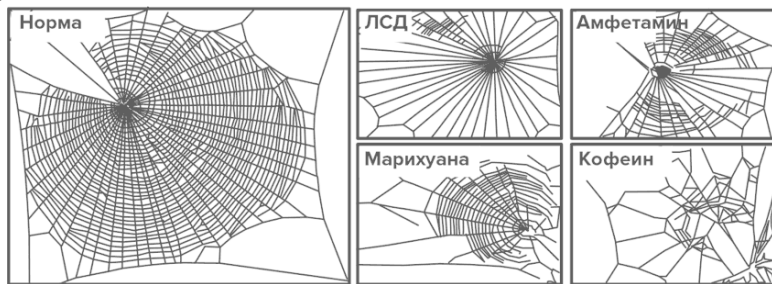 Норма
ЛСД
Амфетамин
Марихуана
Кофеин